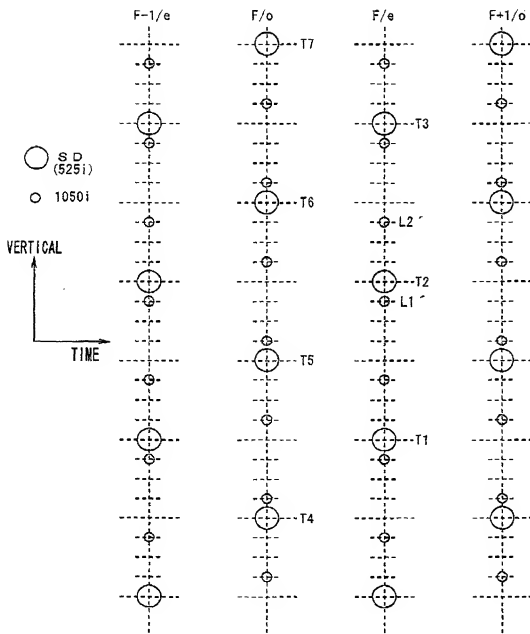 F-1/e F/o F/e F+1/o
T7
T3
SD
(525i)
1050i
T6
L2´
VERTICAL
T2
L1´
TIME
T5
T1
T4